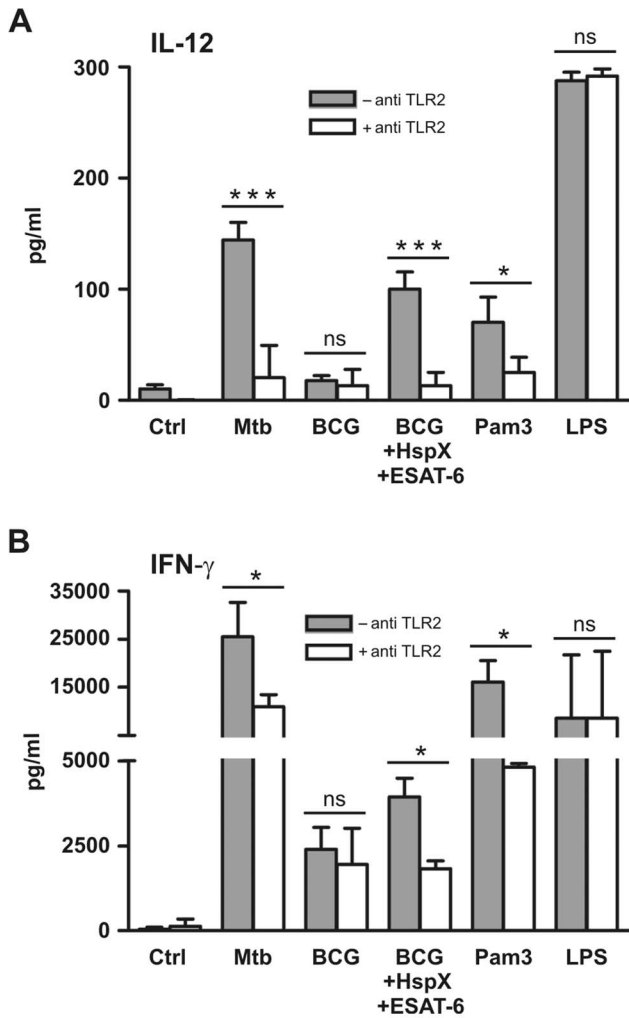 A
IL-12
ns
300
– anti TLR2
+ anti TLR2
200
***
***
*
pg/ml
100
ns
0
Ctrl Mtb BCG BCG Pam3 LPS
+HspX
+ESAT-6
B
IFN-γ
35000
*
– anti TLR2
ns
25000
+ anti TLR2
*
15000
pg/ml
5000
*
ns
2500
0
Ctrl Mtb BCG BCG Pam3 LPS
+HspX
+ESAT-6